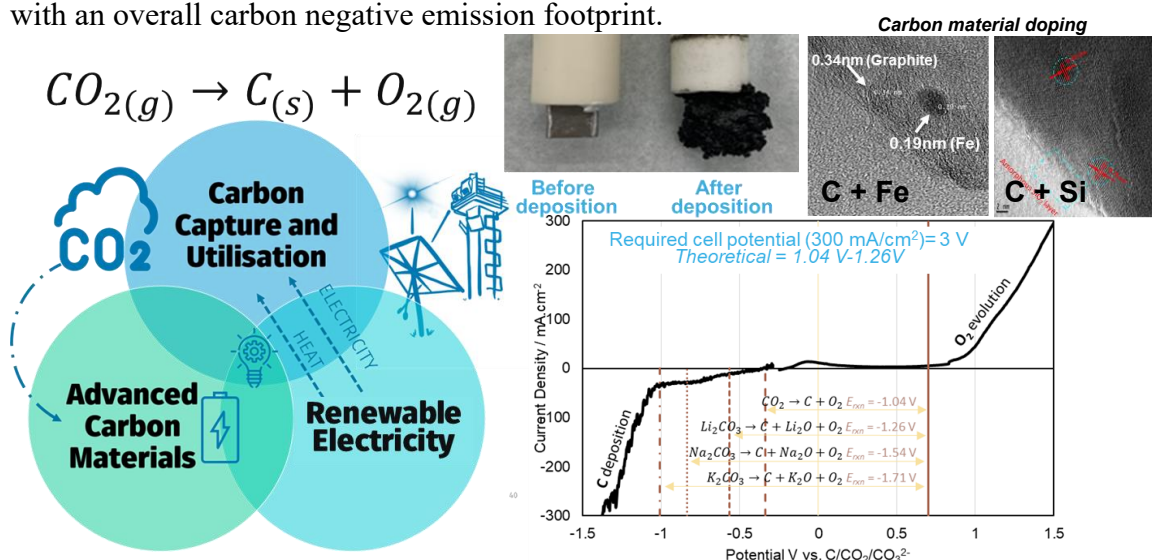 with an overall carbon negative emission footprint.
CO₂₍g₎ → C₍s₎ + O₂₍g₎
Carbon
Capture and
Utilisation
CO2
ELECTRICITY
HEAT
Advanced
Carbon
Materials
Renewable
Electricity
Before
deposition
After
deposition
Carbon material doping
0.34nm (Graphite)
0.19nm (Fe)
C + Fe
C + Si
Required cell potential (300 mA/cm²)= 3 V
Theoretical = 1.04 V-1.26V
Current Density / mA.cm⁻²
300
200
100
0
-100
-200
-300
C deposition
O₂ evolution
CO₂ → C + O₂ Erxn = -1.04 V
Li₂CO₃ → C + Li₂O + O₂ Erxn = -1.26 V
Na₂CO₃ → C + Na₂O + O₂ Erxn = -1.54 V
K₂CO₃ → C + K₂O + O₂ Erxn = -1.71 V
-1.5 -1 -0.5 0 0.5 1 1.5
Potential V vs. C/CO₂/CO₃²⁻